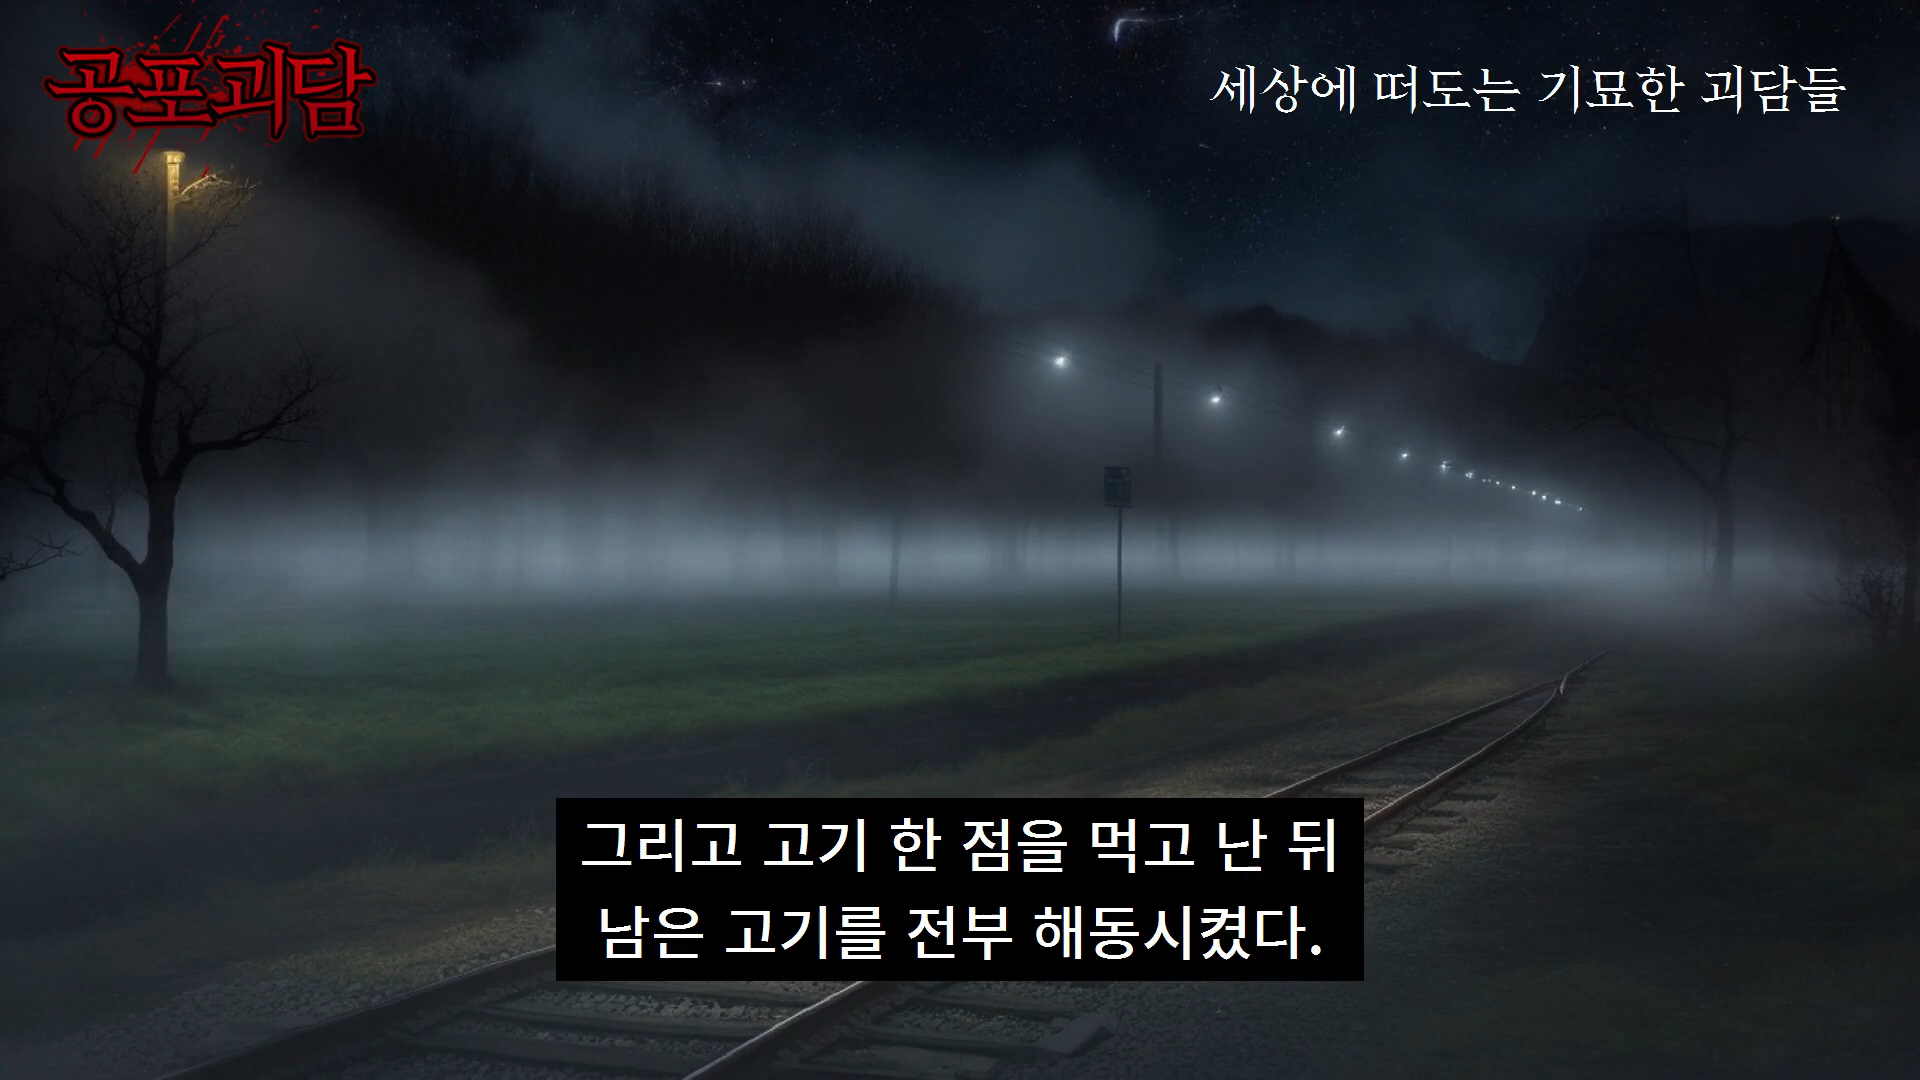 공포괴담
세상에 떠도는 기묘한 괴담들
그리고 고기 한 점을 먹고 난 뒤
남은 고기를 전부 해동시켰다.